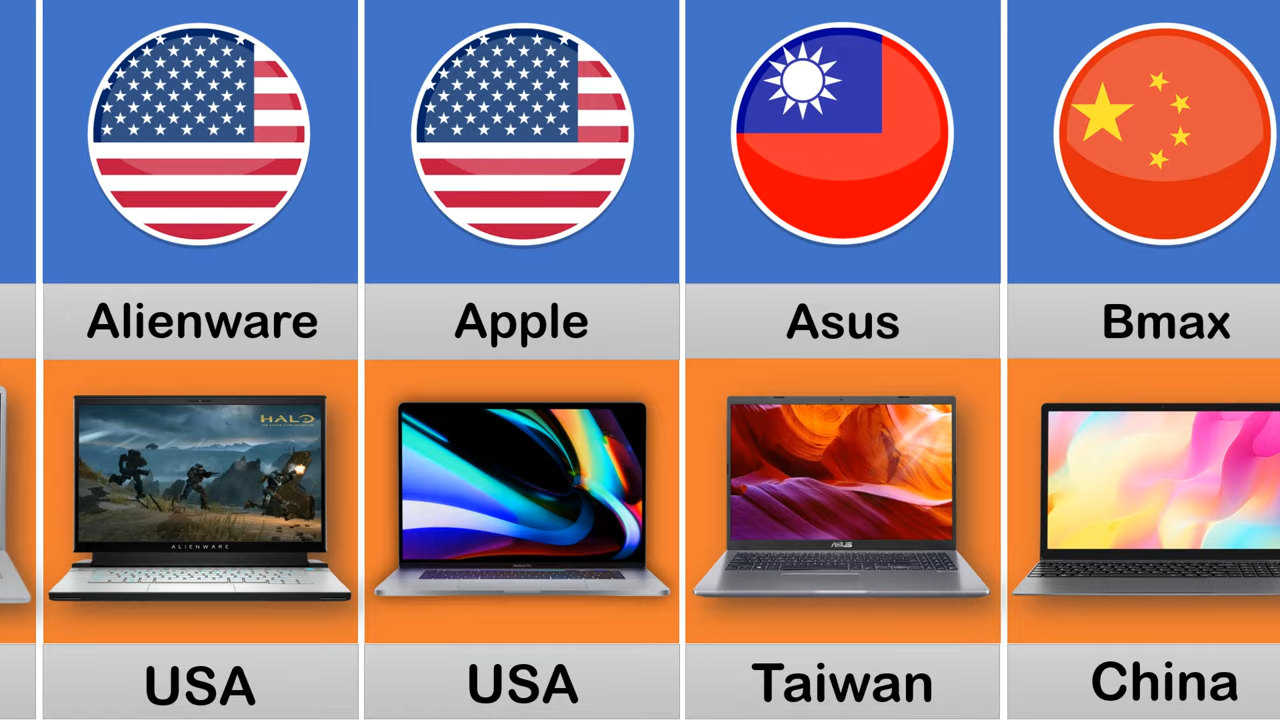 Alienware
Apple
Asus
Bmax
HALO
ALIENWARE
ASUS
USA
USA
Taiwan
China